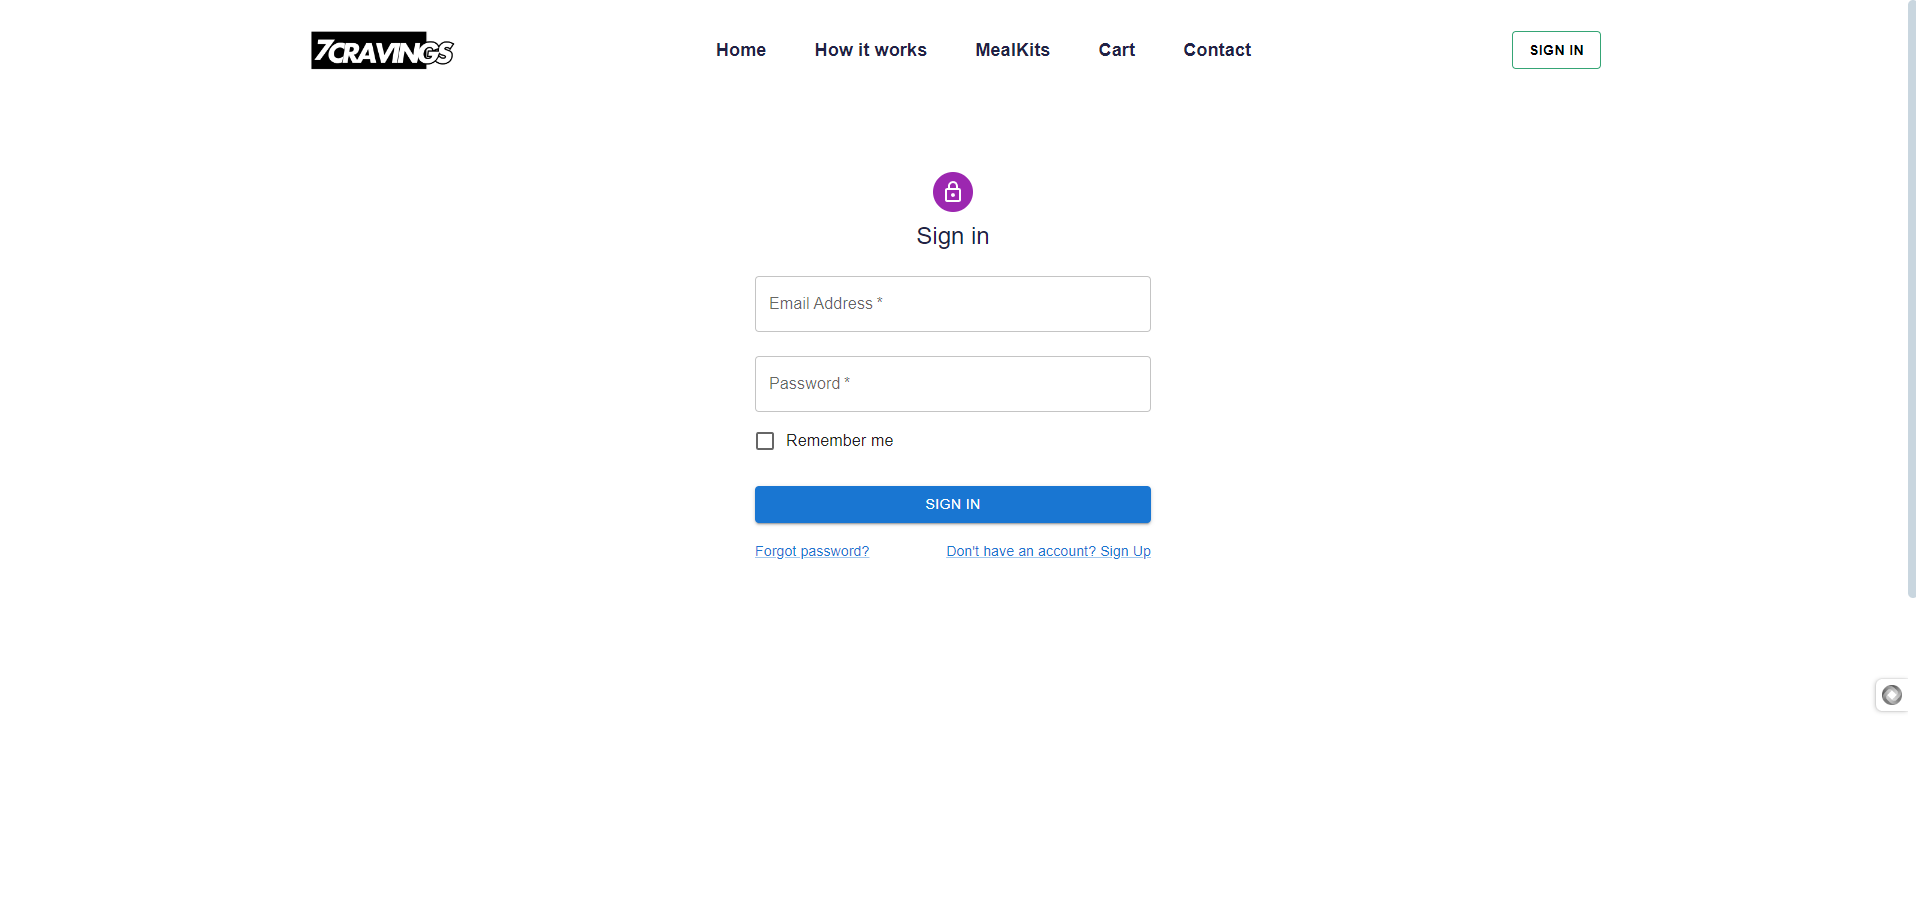 7CRAVINGS
Home How it works MealKits Cart Contact SIGN IN
Sign in
Email Address *
Password *
Remember me
SIGN IN
Forgot password? Don't have an account? Sign Up